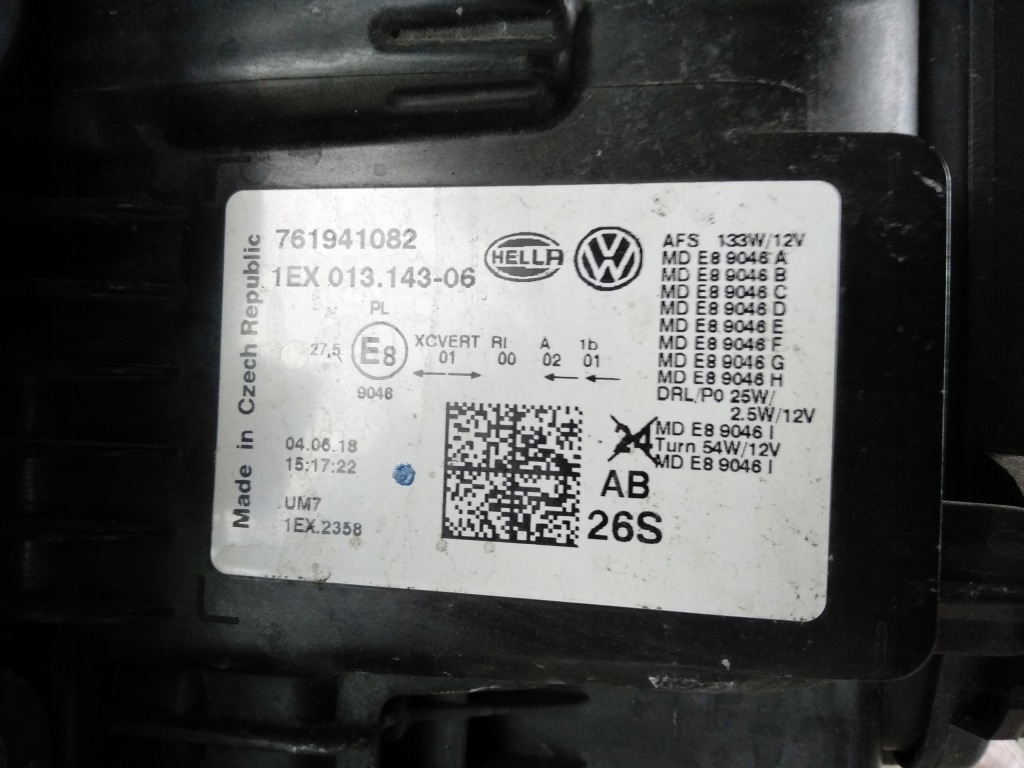 Made in Czech Republic
761941082
1EX 013.143-06
HELLA
VW
PL
27,5 E8 XCVERT RI A 1b
01 00 02 01
9046
04.06.18
15:17:22
UM7
1EX.2358
24
AB
26S
AFS 133W/12V
MD E8 9046 A
MD E8 9046 B
MD E8 9046 C
MD E8 9046 D
MD E8 9046 E
MD E8 9046 F
MD E8 9046 G
MD E8 9046 H
DRL/P0 25W/
2.5W/12V
MD E8 9046 I
Turn 54W/12V
MD E8 9046 I